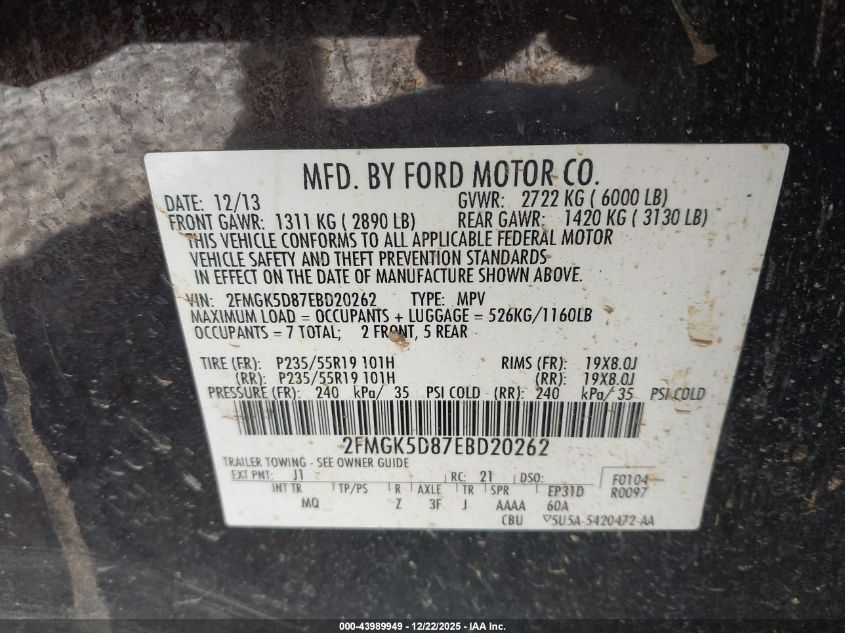 MFD. BY FORD MOTOR CO.
DATE: 12/13 GVWR: 2722 KG ( 6000 LB)
FRONT GAWR: 1311 KG ( 2890 LB) REAR GAWR: 1420 KG ( 3130 LB)
THIS VEHICLE CONFORMS TO ALL APPLICABLE FEDERAL MOTOR
VEHICLE SAFETY AND THEFT PREVENTION STANDARDS
IN EFFECT ON THE DATE OF MANUFACTURE SHOWN ABOVE.
VIN: 2FMGK5D87EBD20262 TYPE: MPV
MAXIMUM LOAD = OCCUPANTS + LUGGAGE = 526KG/1160LB
OCCUPANTS = 7 TOTAL; 2 FRONT, 5 REAR
TIRE (FR): P235/55R19 101H RIMS (FR): 19X8.0J
(RR): P235/55R19 101H (RR): 19X8.0J
PRESSURE (FR): 240 kPa/ 35 PSI COLD (RR): 240 kPa/ 35 PSI COLD
2FMGK5D87EBD20262
TRAILER TOWING - SEE OWNER GUIDE
EXT PNT: J1 RC: 21 DSO: F0104
INT TR TP/PS R AXLE TR SPR EP31D R0097
MQ Z 3F J AAAA 60A
CBU ▽5U5A-5420472-AA
000-43989949 - 12/22/2025 - IAA Inc.